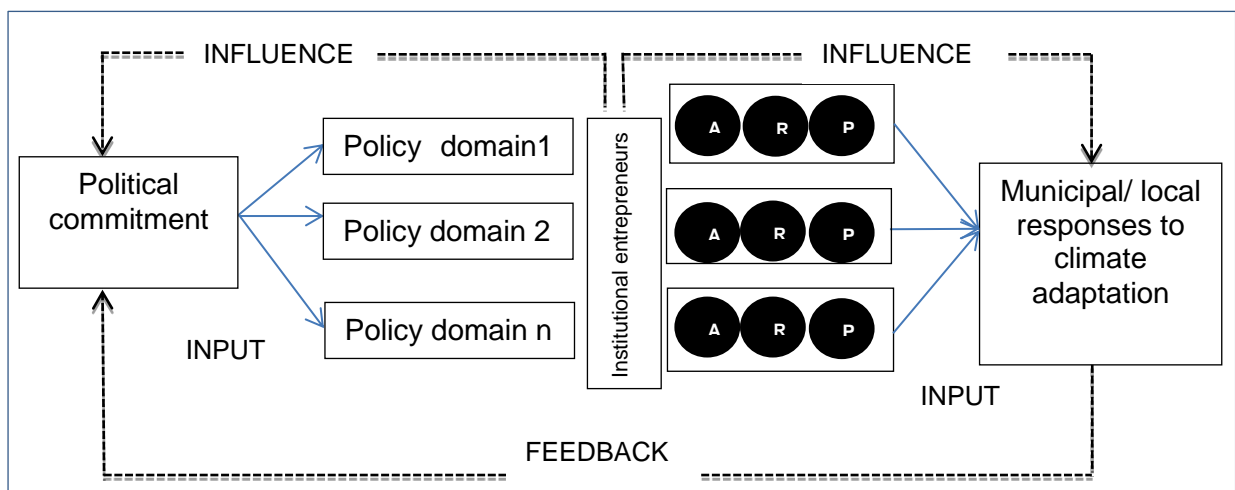 INFLUENCE
INFLUENCE
Political
commitment
Policy domain1
Policy domain 2
Policy domain n
INPUT
Institutional entrepreneurs
A R P
A R P
A R P
Municipal/ local
responses to
climate
adaptation
INPUT
FEEDBACK